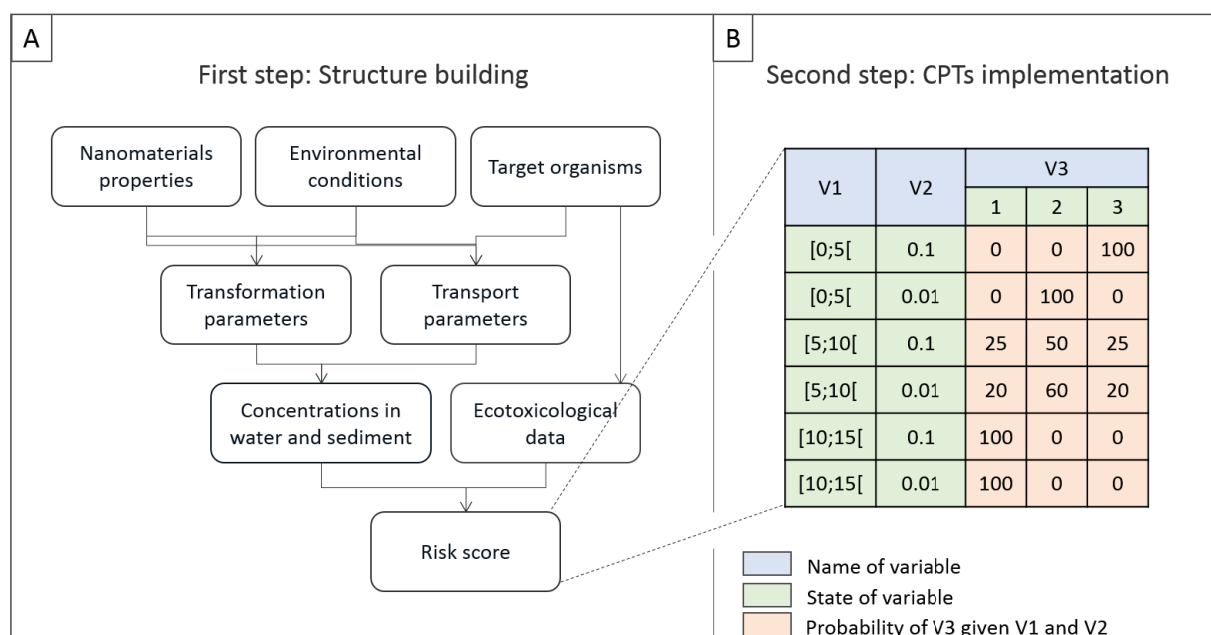 A
First step: Structure building
Nanomaterials
properties
Environmental
conditions
Target organisms
Transformation
parameters
Transport
parameters
Concentrations in
water and sediment
Ecotoxicological
data
Risk score
B
Second step: CPTs implementation
V1 V2 V3
1 2 3
[0;5[ 0.1 0 0 100
[0;5[ 0.01 0 100 0
[5;10[ 0.1 25 50 25
[5;10[ 0.01 20 60 20
[10;15[ 0.1 100 0 0
[10;15[ 0.01 100 0 0
Name of variable
State of variable
Probability of V3 given V1 and V2